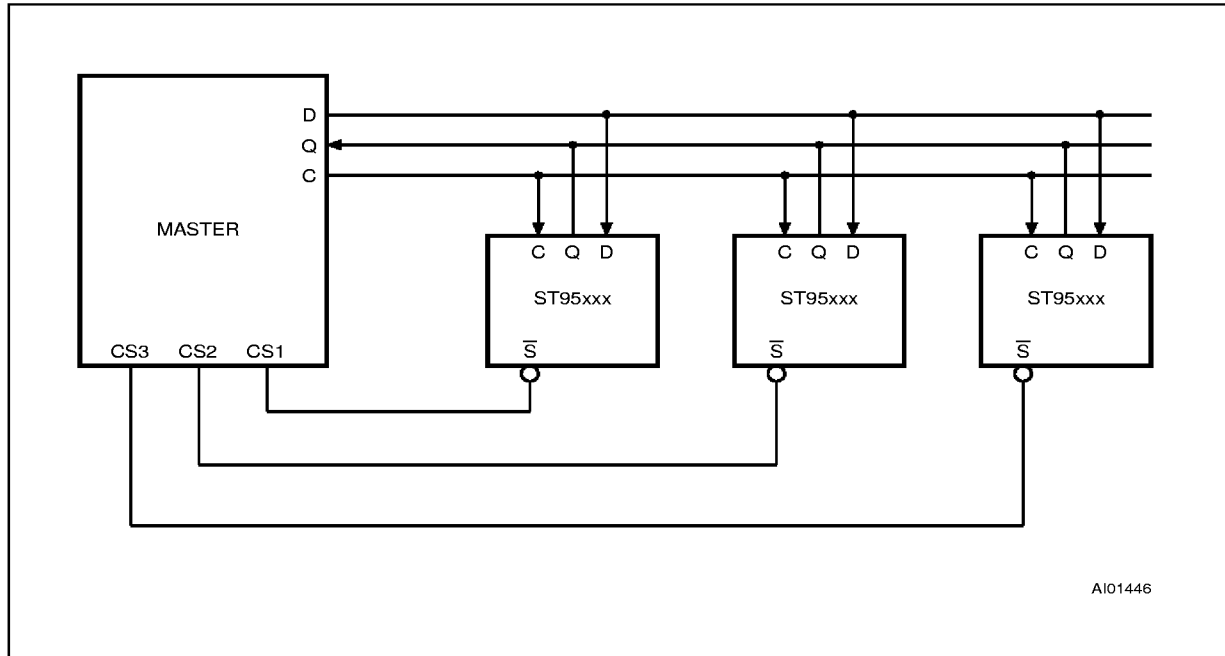 D
Q
C
MASTER
CS3 CS2 CS1
C Q D
ST95xxx
S̅
C Q D
ST95xxx
S̅
C Q D
ST95xxx
S̅
AI01446